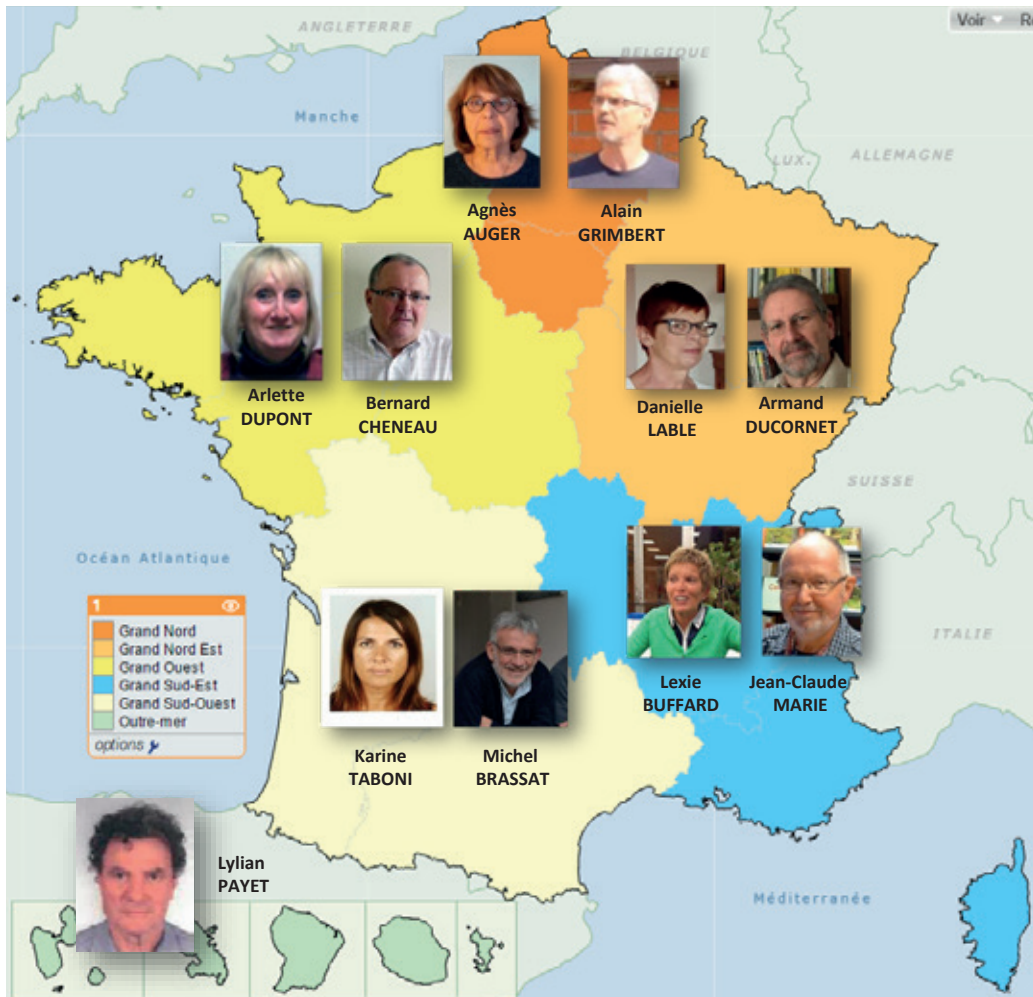 Voir
ANGLETERRE
BELGIQUE
Manche
LUX.
ALLEMAGNE
Agnès
AUGER
Alain
GRIMBERT
Arlette
DUPONT
Bernard
CHENEAU
Danielle
LABLE
Armand
DUCORNET
SUISSE
Océan Atlantique
1
Grand Nord
Grand Nord Est
Grand Ouest
Grand Sud-Est
Grand Sud-Ouest
Outre-mer
options
ITALIE
Lexie
BUFFARD
Jean-Claude
MARIE
Karine
TABONI
Michel
BRASSAT
Lylian
PAYET
Méditerranée